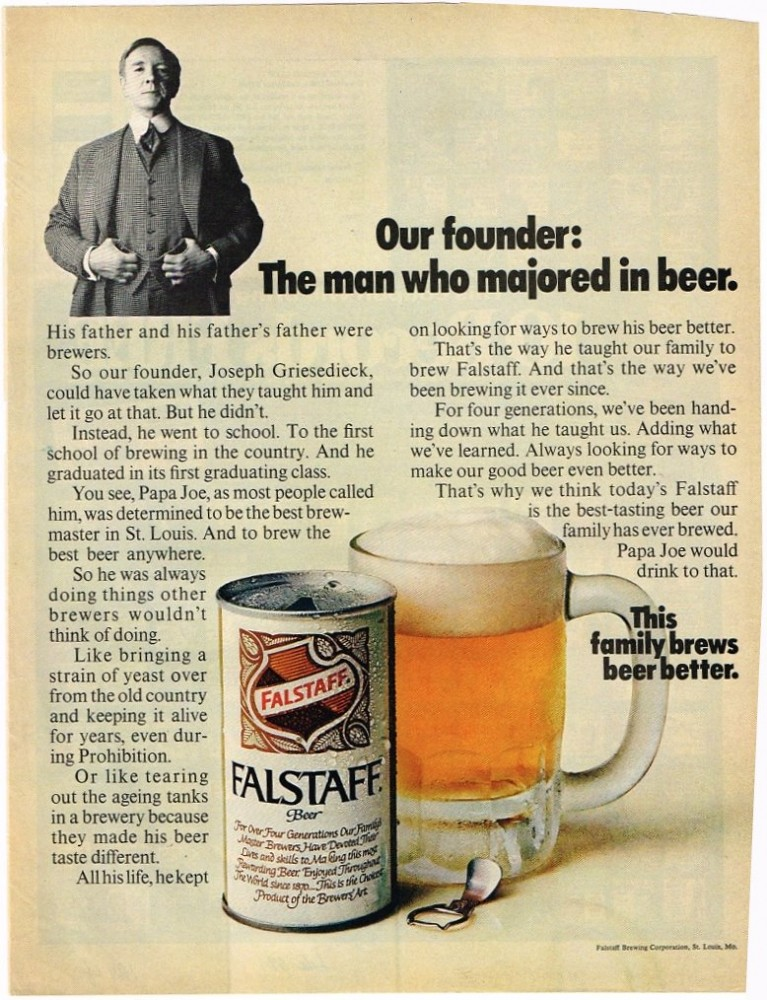 Our founder:
The man who majored in beer.
His father and his father's father were
brewers.
So our founder, Joseph Griesedieck,
could have taken what they taught him and
let it go at that. But he didn't.
Instead, he went to school. To the first
school of brewing in the country. And he
graduated in its first graduating class.
You see, Papa Joe, as most people called
him, was determined to be the best brew-
master in St. Louis. And to brew the
best beer anywhere.
So he was always
doing things other
brewers wouldn't
think of doing.
Like bringing a
strain of yeast over
from the old country
and keeping it alive
for years, even dur-
ing Prohibition.
Or like tearing
out the ageing tanks
in a brewery because
they made his beer
taste different.
All his life, he kept
on looking for ways to brew his beer better.
That's the way he taught our family to
brew Falstaff. And that's the way we've
been brewing it ever since.
For four generations, we've been hand-
ing down what he taught us. Adding what
we've learned. Always looking for ways to
make our good beer even better.
That's why we think today's Falstaff
is the best-tasting beer our
family has ever brewed.
Papa Joe would
drink to that.
This
family brews
beer better.
FALSTAFF
FALSTAFF
Beer
For Over Four Generations Our Family
Master Brewers, Have Devoted Their
Lives and skills to Making this most
Rewarding Beer. Enjoyed Throughout
The World since 1870... This is the Choicest
Product of the Brewers' Art
Falstaff Brewing Corporation, St. Louis, Mo.